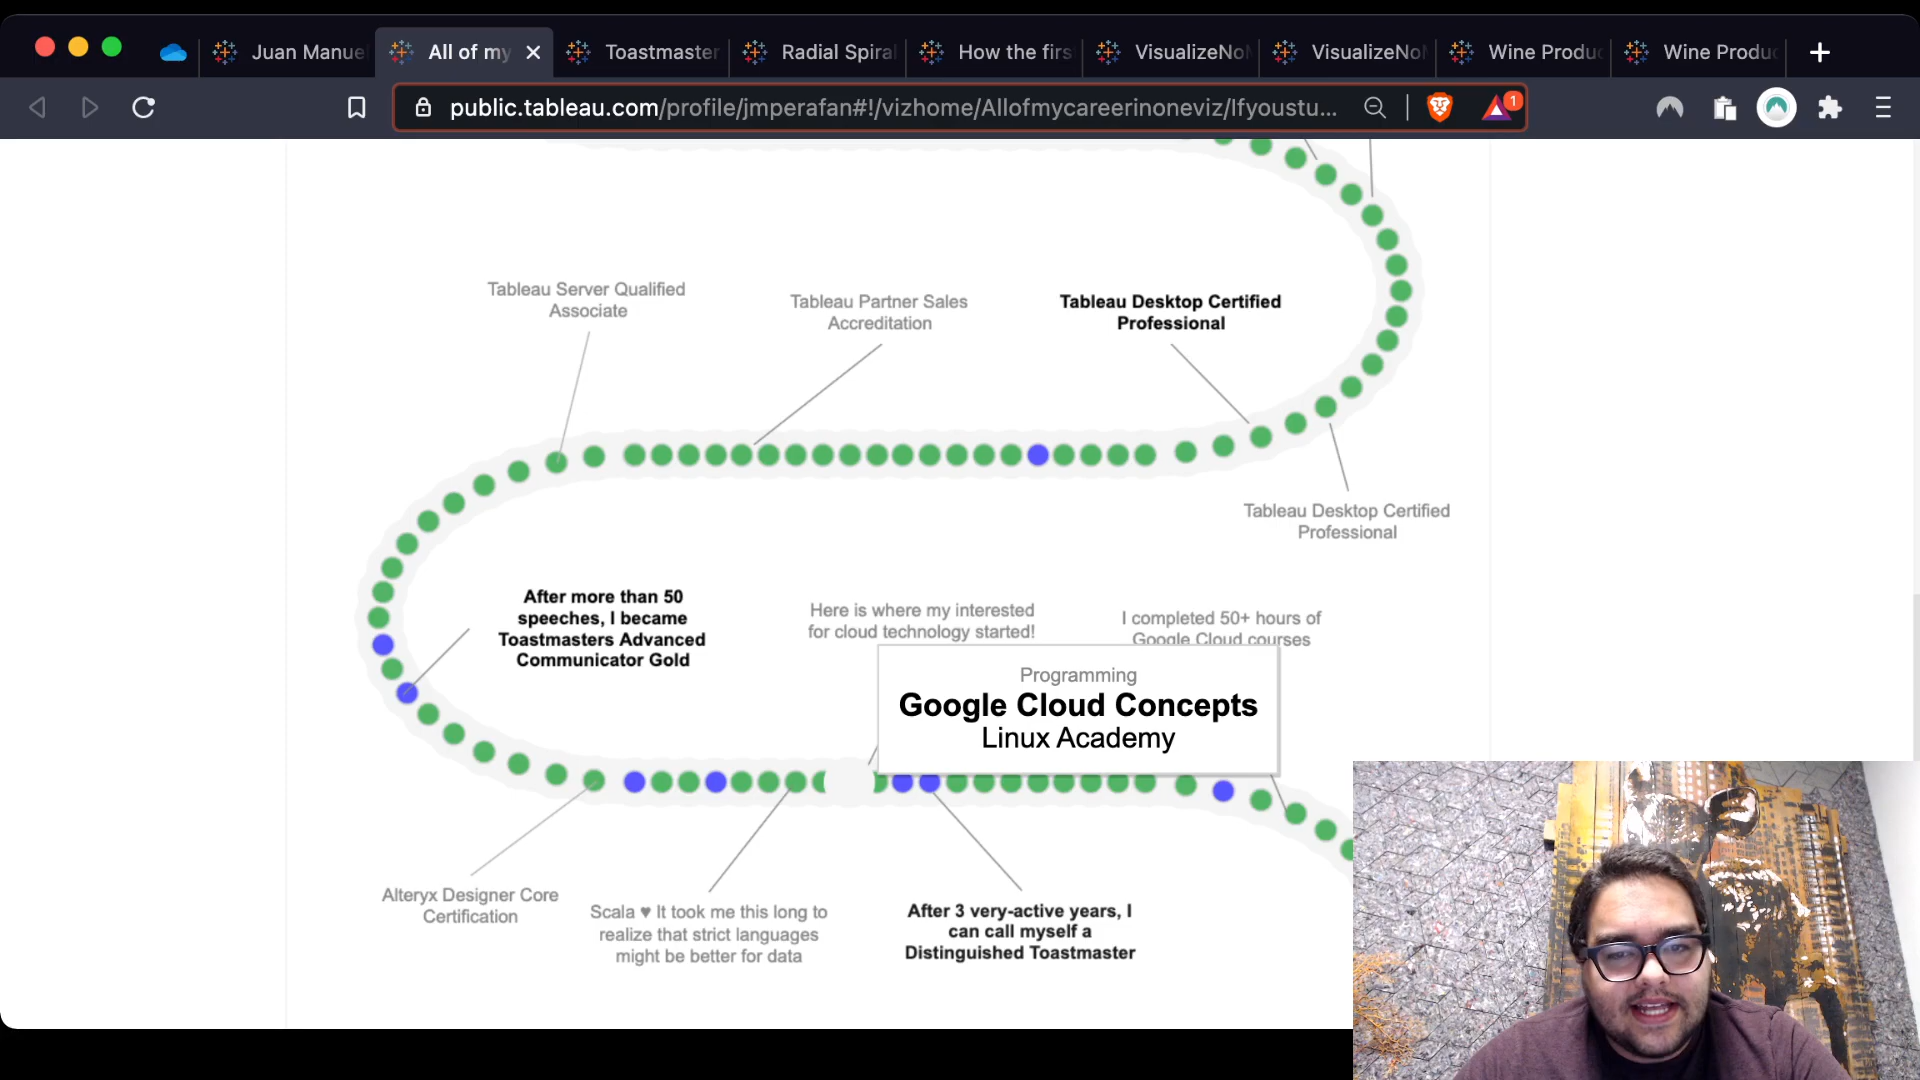 Juan Manue
All of my
Toastmaster
Radial Spiral
How the firs
VisualizeNo
VisualizeNo
Wine Produc
Wine Produc
public.tableau.com/profile/jmperafan#!/vizhome/Allofmycareerinoneviz/Ifyoustu...
1
Tableau Server Qualified
Associate
Tableau Partner Sales
Accreditation
Tableau Desktop Certified
Professional
Tableau Desktop Certified
Professional
After more than 50
speeches, I became
Toastmasters Advanced
Communicator Gold
Here is where my interested
for cloud technology started!
I completed 50+ hours of
Google Cloud courses
Programming
Google Cloud Concepts
Linux Academy
Alteryx Designer Core
Certification
Scala ♥ It took me this long to
realize that strict languages
might be better for data
After 3 very-active years, I
can call myself a
Distinguished Toastmaster